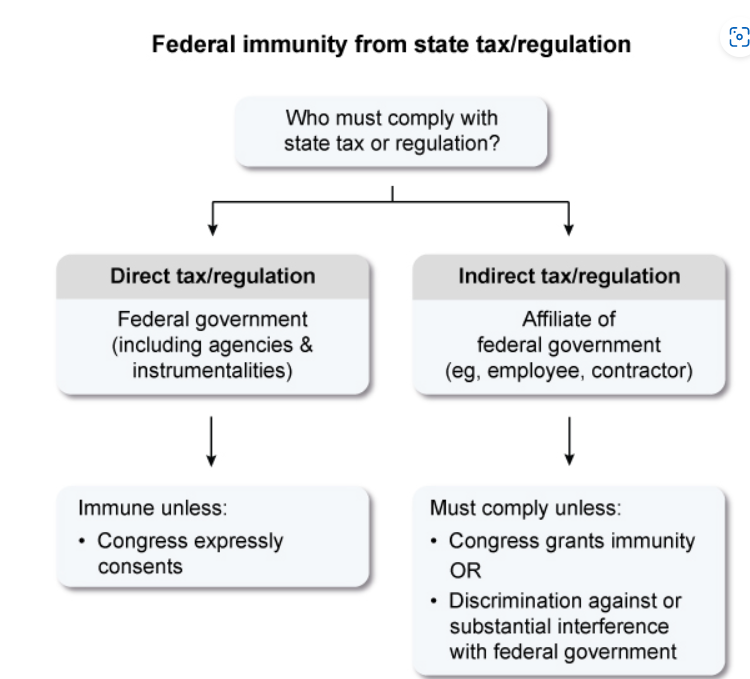 Federal immunity from state tax/regulation
Who must comply with
state tax or regulation?
Direct tax/regulation
Federal government
(including agencies &
instrumentalities)
Immune unless:
• Congress expressly
consents
Indirect tax/regulation
Affiliate of
federal government
(eg, employee, contractor)
Must comply unless:
• Congress grants immunity
OR
• Discrimination against or
substantial interference
with federal government